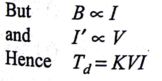 But B ∝ I
and I' ∝ V
Hence T_d = KVI